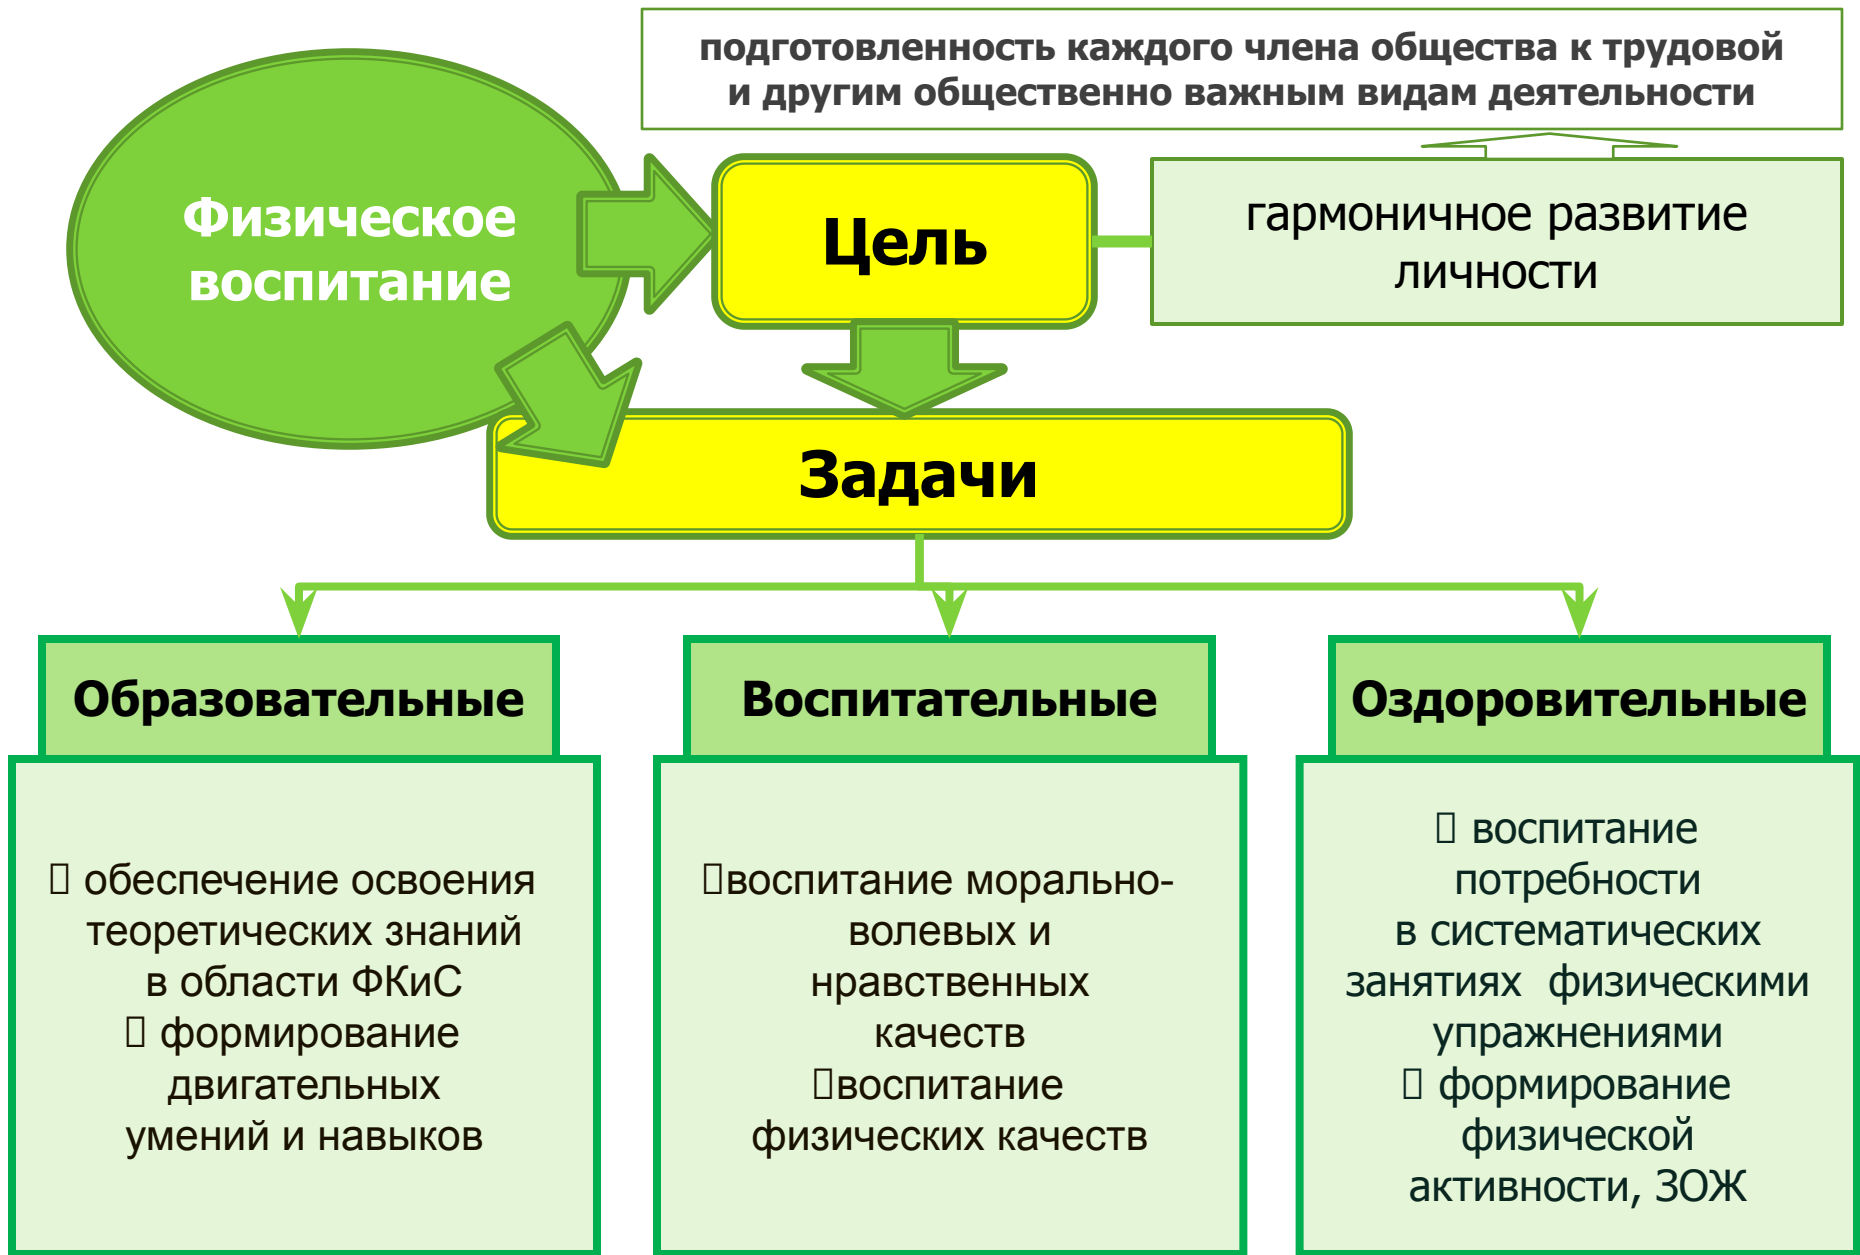 подготовленность каждого члена общества к трудовой
и другим общественно важным видам деятельности
Физическое
воспитание
Цель
гармоничное развитие
личности
Задачи
Образовательные
▯ обеспечение освоения
теоретических знаний
в области ФКиС
▯ формирование
двигательных
умений и навыков
Воспитательные
▯воспитание морально-
волевых и
нравственных
качеств
▯воспитание
физических качеств
Оздоровительные
▯ воспитание
потребности
в систематических
занятиях физическими
упражнениями
▯ формирование
физической
активности, ЗОЖ